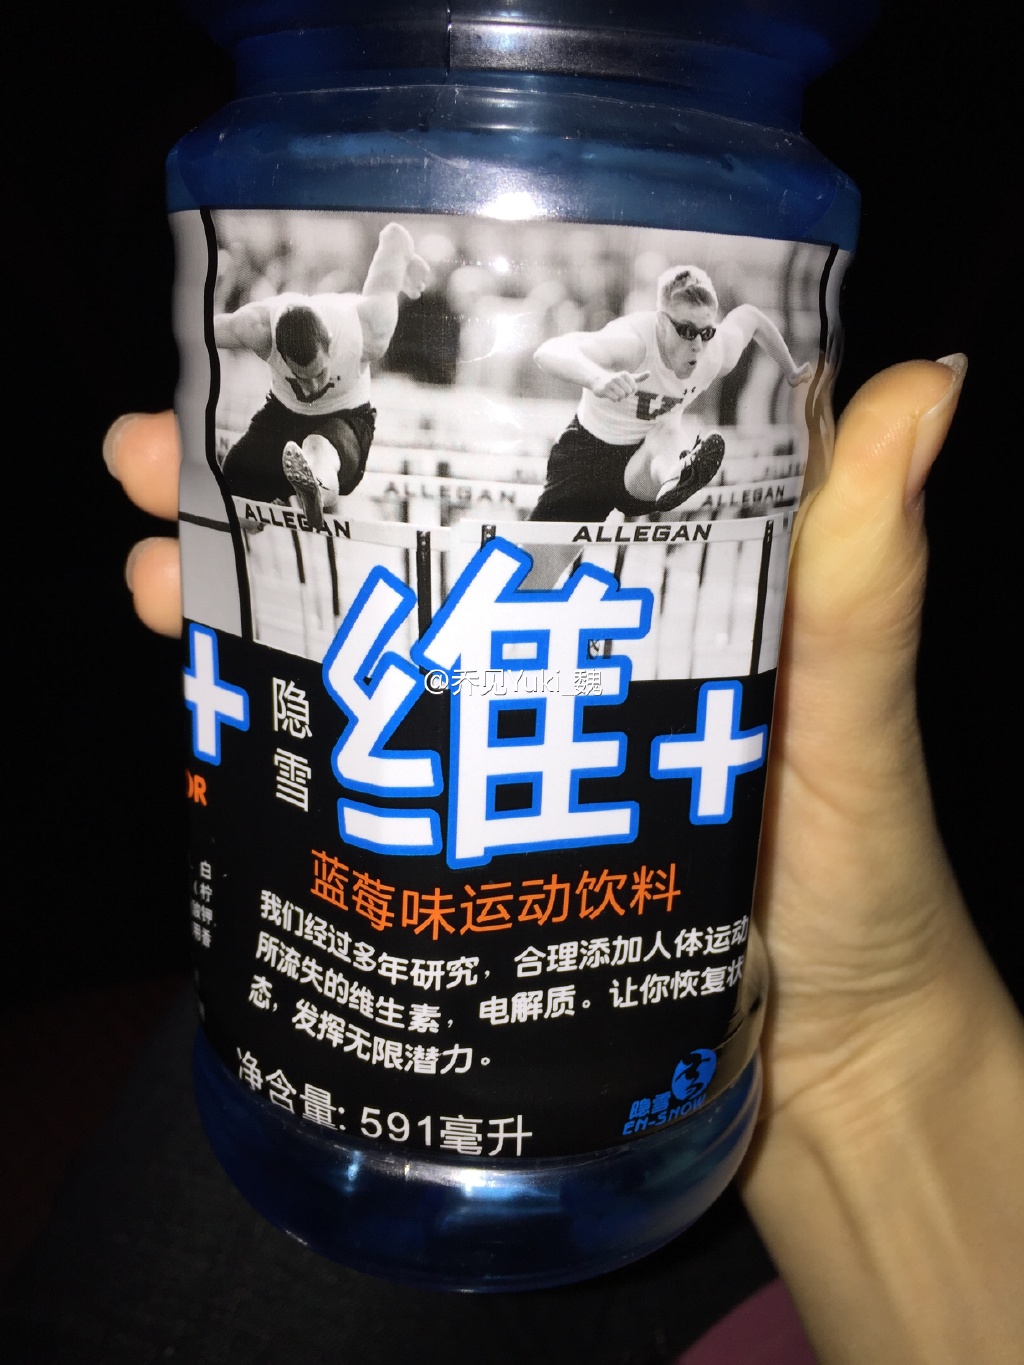 ALLEGAN
ALLEGAN
ALLEGAN
ALLEGAN
隐雪
维+
+
@乔见Yuki_魏
OR
白
(柠
蓝莓味运动饮料
我们经过多年研究，合理添加人体运动
所流失的维生素，电解质。让你恢复状
态，发挥无限潜力。
净含量: 591毫升
隐雪
EN-SNOW